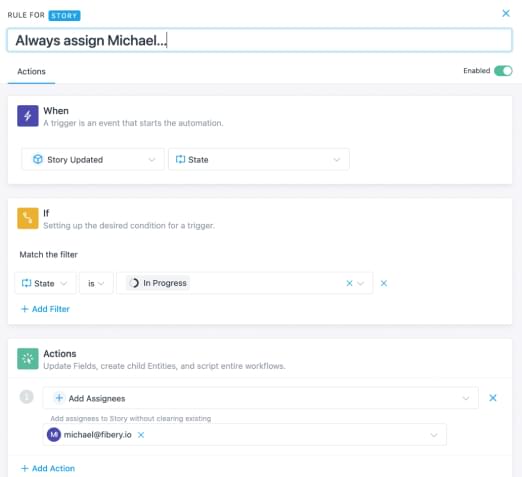 RULE FOR STORY
Always assign Michael...
Actions
Enabled
When
A trigger is an event that starts the automation.
Story Updated State
If
Setting up the desired condition for a trigger.
Match the filter
State is In Progress
+ Add Filter
Actions
Update Fields, create child Entities, and script entire workflows.
1 + Add Assignees
Add assignees to Story without clearing existing
MI michael@fibery.io
+ Add Action